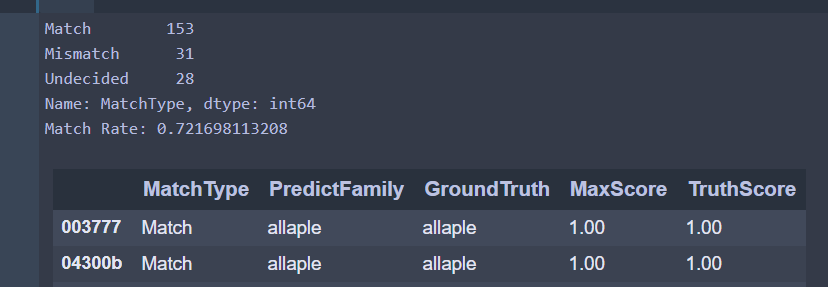 Match 153
Mismatch 31
Undecided 28
Name: MatchType, dtype: int64
Match Rate: 0.721698113208
MatchType PredictFamily GroundTruth MaxScore TruthScore
003777 Match allaple allaple 1.00 1.00
04300b Match allaple allaple 1.00 1.00